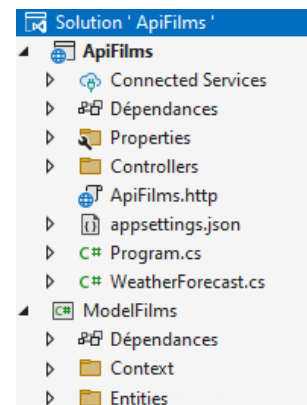 Solution ' ApiFilms '
ApiFilms
Connected Services
Dépendances
Properties
Controllers
ApiFilms.http
appsettings.json
C# Program.cs
C# WeatherForecast.cs
C# ModelFilms
Dépendances
Context
Entities